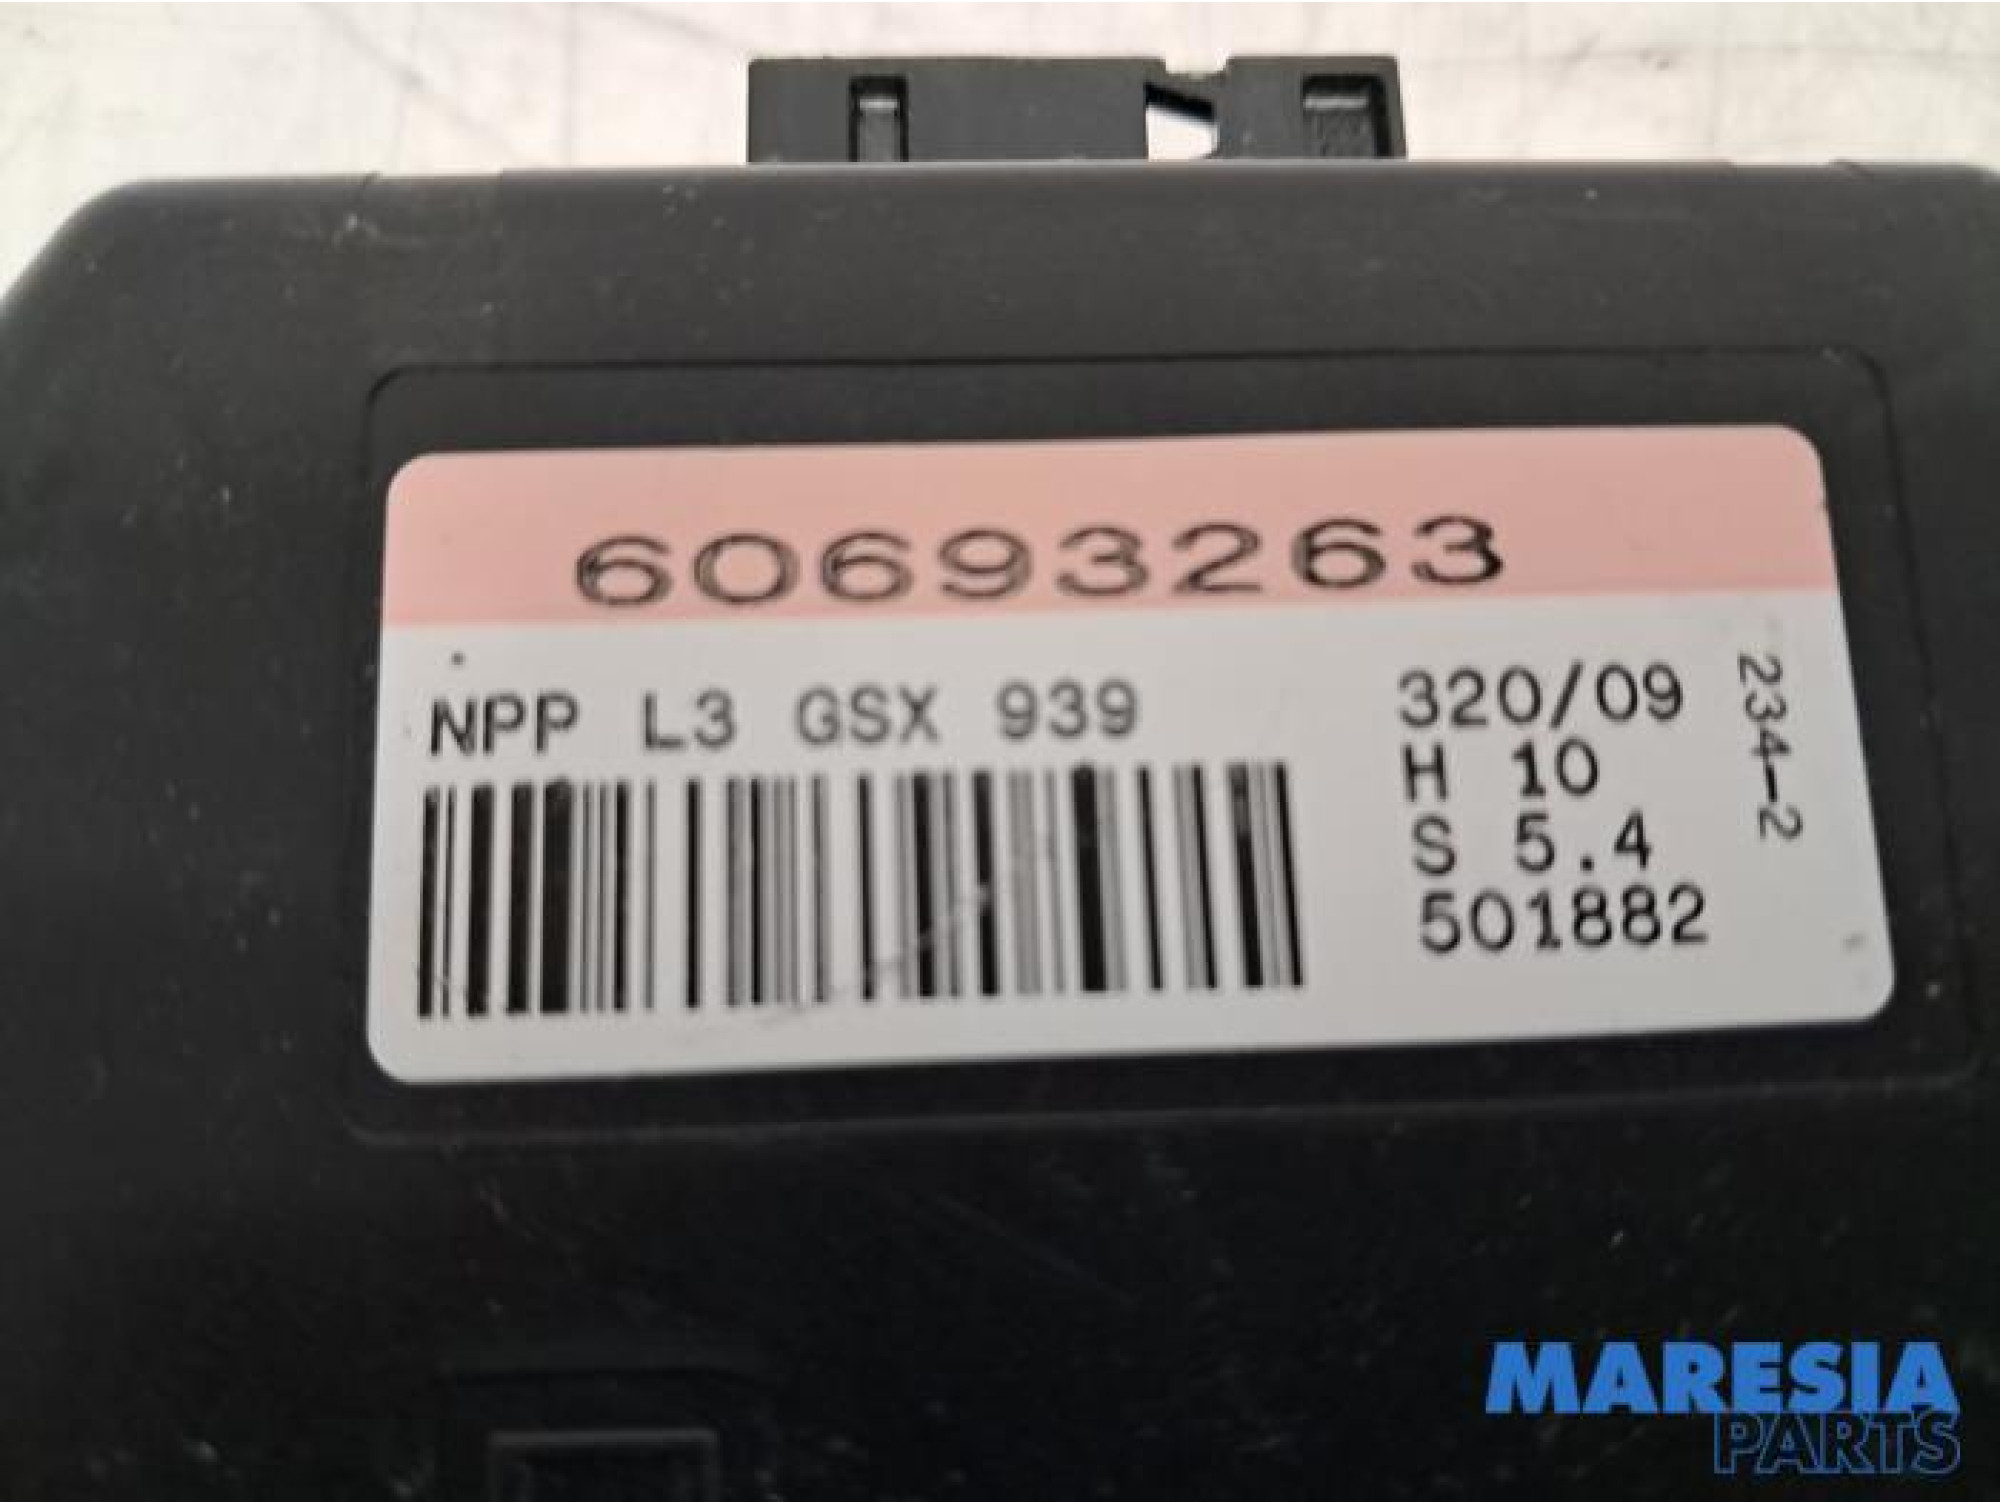 60693263
NPP L3 GSX 939
320/09
H 10
S 5.4
501882
234-2
MARESIA
PARTS